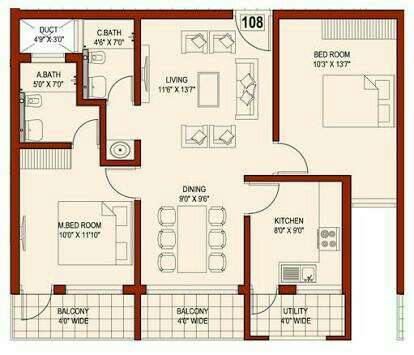 108
DUCT
4'9" X3'0"
C.BATH
4'6" X 7'0"
A.BATH
5'0" X 7'0"
LIVING
11'6" X 13'7"
BED ROOM
10'3" X 13'7"
DINING
9'0" X 9'6"
M.BED ROOM
10'0" X 11'10"
KITCHEN
8'0" X 9'0"
BALCONY
4'0" WIDE
BALCONY
4'0" WIDE
UTILITY
4'0" WIDE